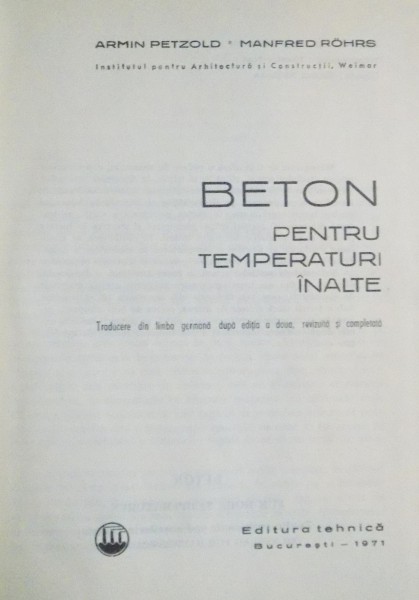 ARMIN PETZOLD • MANFRED RÖHRS
Institutul pentru Arhitectură și Construcții, Weimar
BETON
PENTRU
TEMPERATURI
ÎNALTE
Traducere din limba germană după ediția a doua, revizuită și completată
Editura tehnică
București — 1971